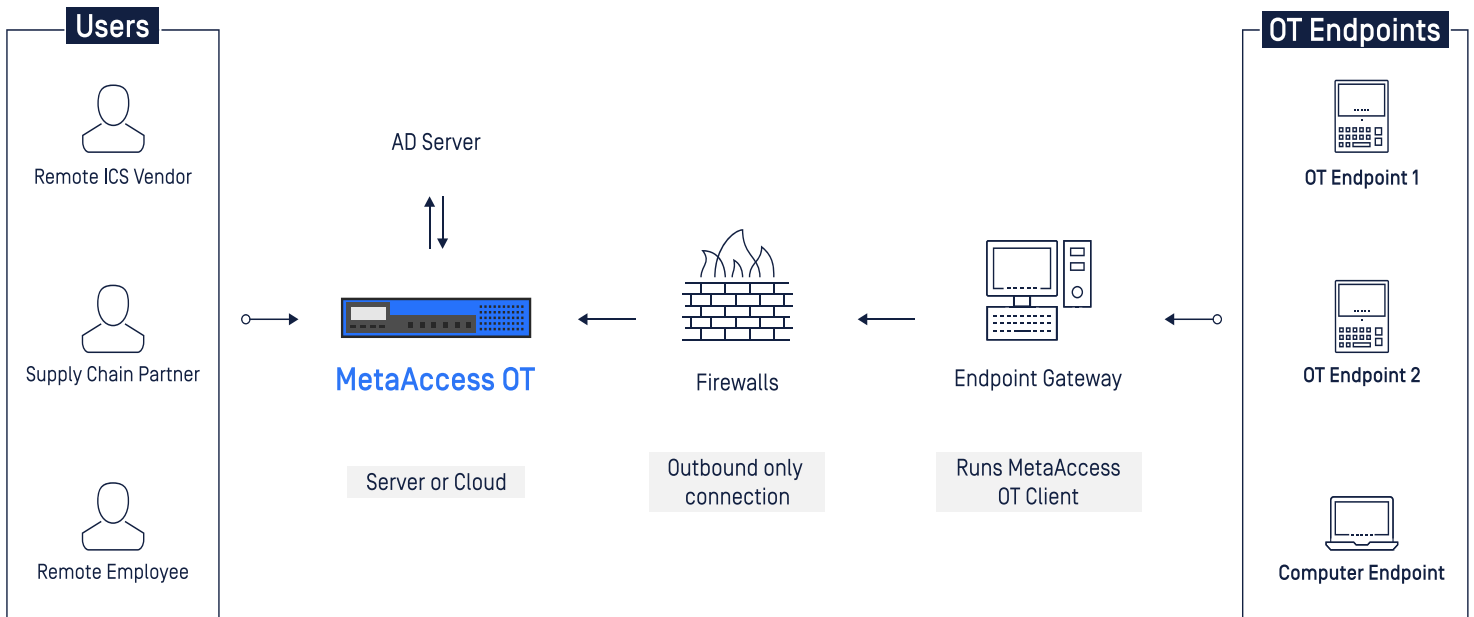 Users
Remote ICS Vendor
Supply Chain Partner
Remote Employee
AD Server
MetaAccess OT
Server or Cloud
Firewalls
Outbound only
connection
Endpoint Gateway
Runs MetaAccess
OT Client
OT Endpoints
OT Endpoint 1
OT Endpoint 2
Computer Endpoint